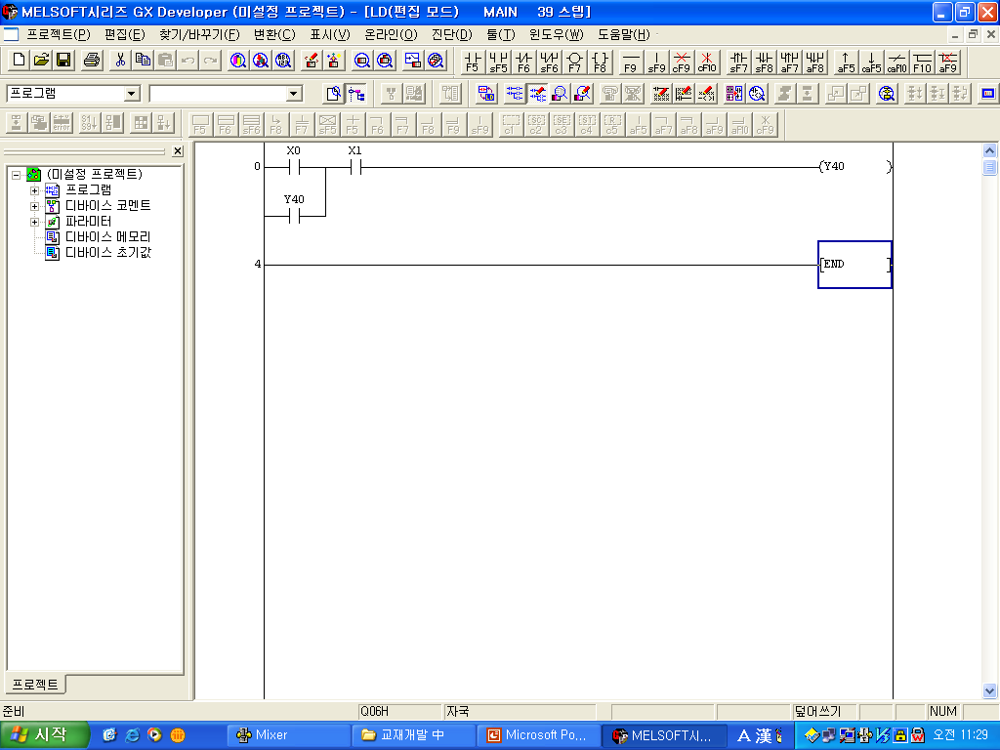 MELSOFT시리즈 GX Developer (미설정 프로젝트) - [LD(편집 모드) MAIN 39 스텝]
프로젝트(P) 편집(E) 찾기/바꾸기(F) 변환(C) 표시(V) 온라인(O) 진단(D) 툴(T) 윈도우(W) 도움말(H)
F5 sF5 F6 sF6 F7 F8 F9 sF9 cF9 cF10 sF7 sF8 aF7 aF8 aF5 caF5 caF10 F10 aF9
프로그램
F5 F6 sF6 F8 F7 sF5 F5 F6 F7 F8 F9 sF9 c1 c2 c3 c4 c5 aF5 aF7 aF8 aF9 aF10 cF9
(미설정 프로젝트)
프로그램
디바이스 코멘트
파라미터
디바이스 메모리
디바이스 초기값
프로젝트
X0 X1
0 (Y40 )
Y40
4 [END ]
준비 Q06H 자국 덮어쓰기 NUM
시작 Mixer 교재개발 中 Microsoft Po... MELSOFT시... A 漢 오전 11:29